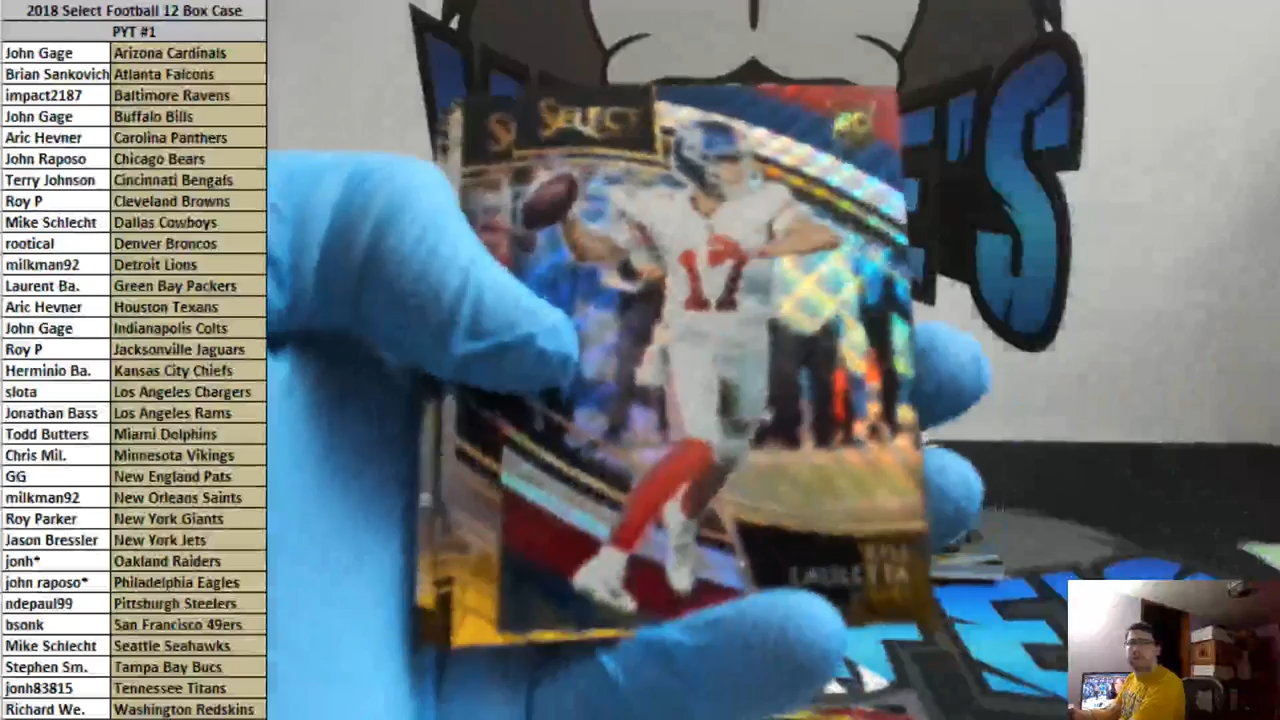 2018 Select Football 12 Box Case
PYT #1
John Gage Arizona Cardinals
Brian Sankovich Atlanta Falcons
impact2187 Baltimore Ravens
John Gage Buffalo Bills
Aric Hevner Carolina Panthers
John Raposo Chicago Bears
Terry Johnson Cincinnati Bengals
Roy P Cleveland Browns
Mike Schlecht Dallas Cowboys
rootical Denver Broncos
milkman92 Detroit Lions
Laurent Ba. Green Bay Packers
Aric Hevner Houston Texans
John Gage Indianapolis Colts
Roy P Jacksonville Jaguars
Herminio Ba. Kansas City Chiefs
slota Los Angeles Chargers
Jonathan Bass Los Angeles Rams
Todd Butters Miami Dolphins
Chris Mil. Minnesota Vikings
GG New England Pats
milkman92 New Orleans Saints
Roy Parker New York Giants
Jason Bressler New York Jets
jonh* Oakland Raiders
john raposo* Philadelphia Eagles
ndepaul99 Pittsburgh Steelers
bsonk San Francisco 49ers
Mike Schlecht Seattle Seahawks
Stephen Sm. Tampa Bay Bucs
jonh83815 Tennessee Titans
Richard We. Washington Redskins
SELECT
17
LAULETTA
'S